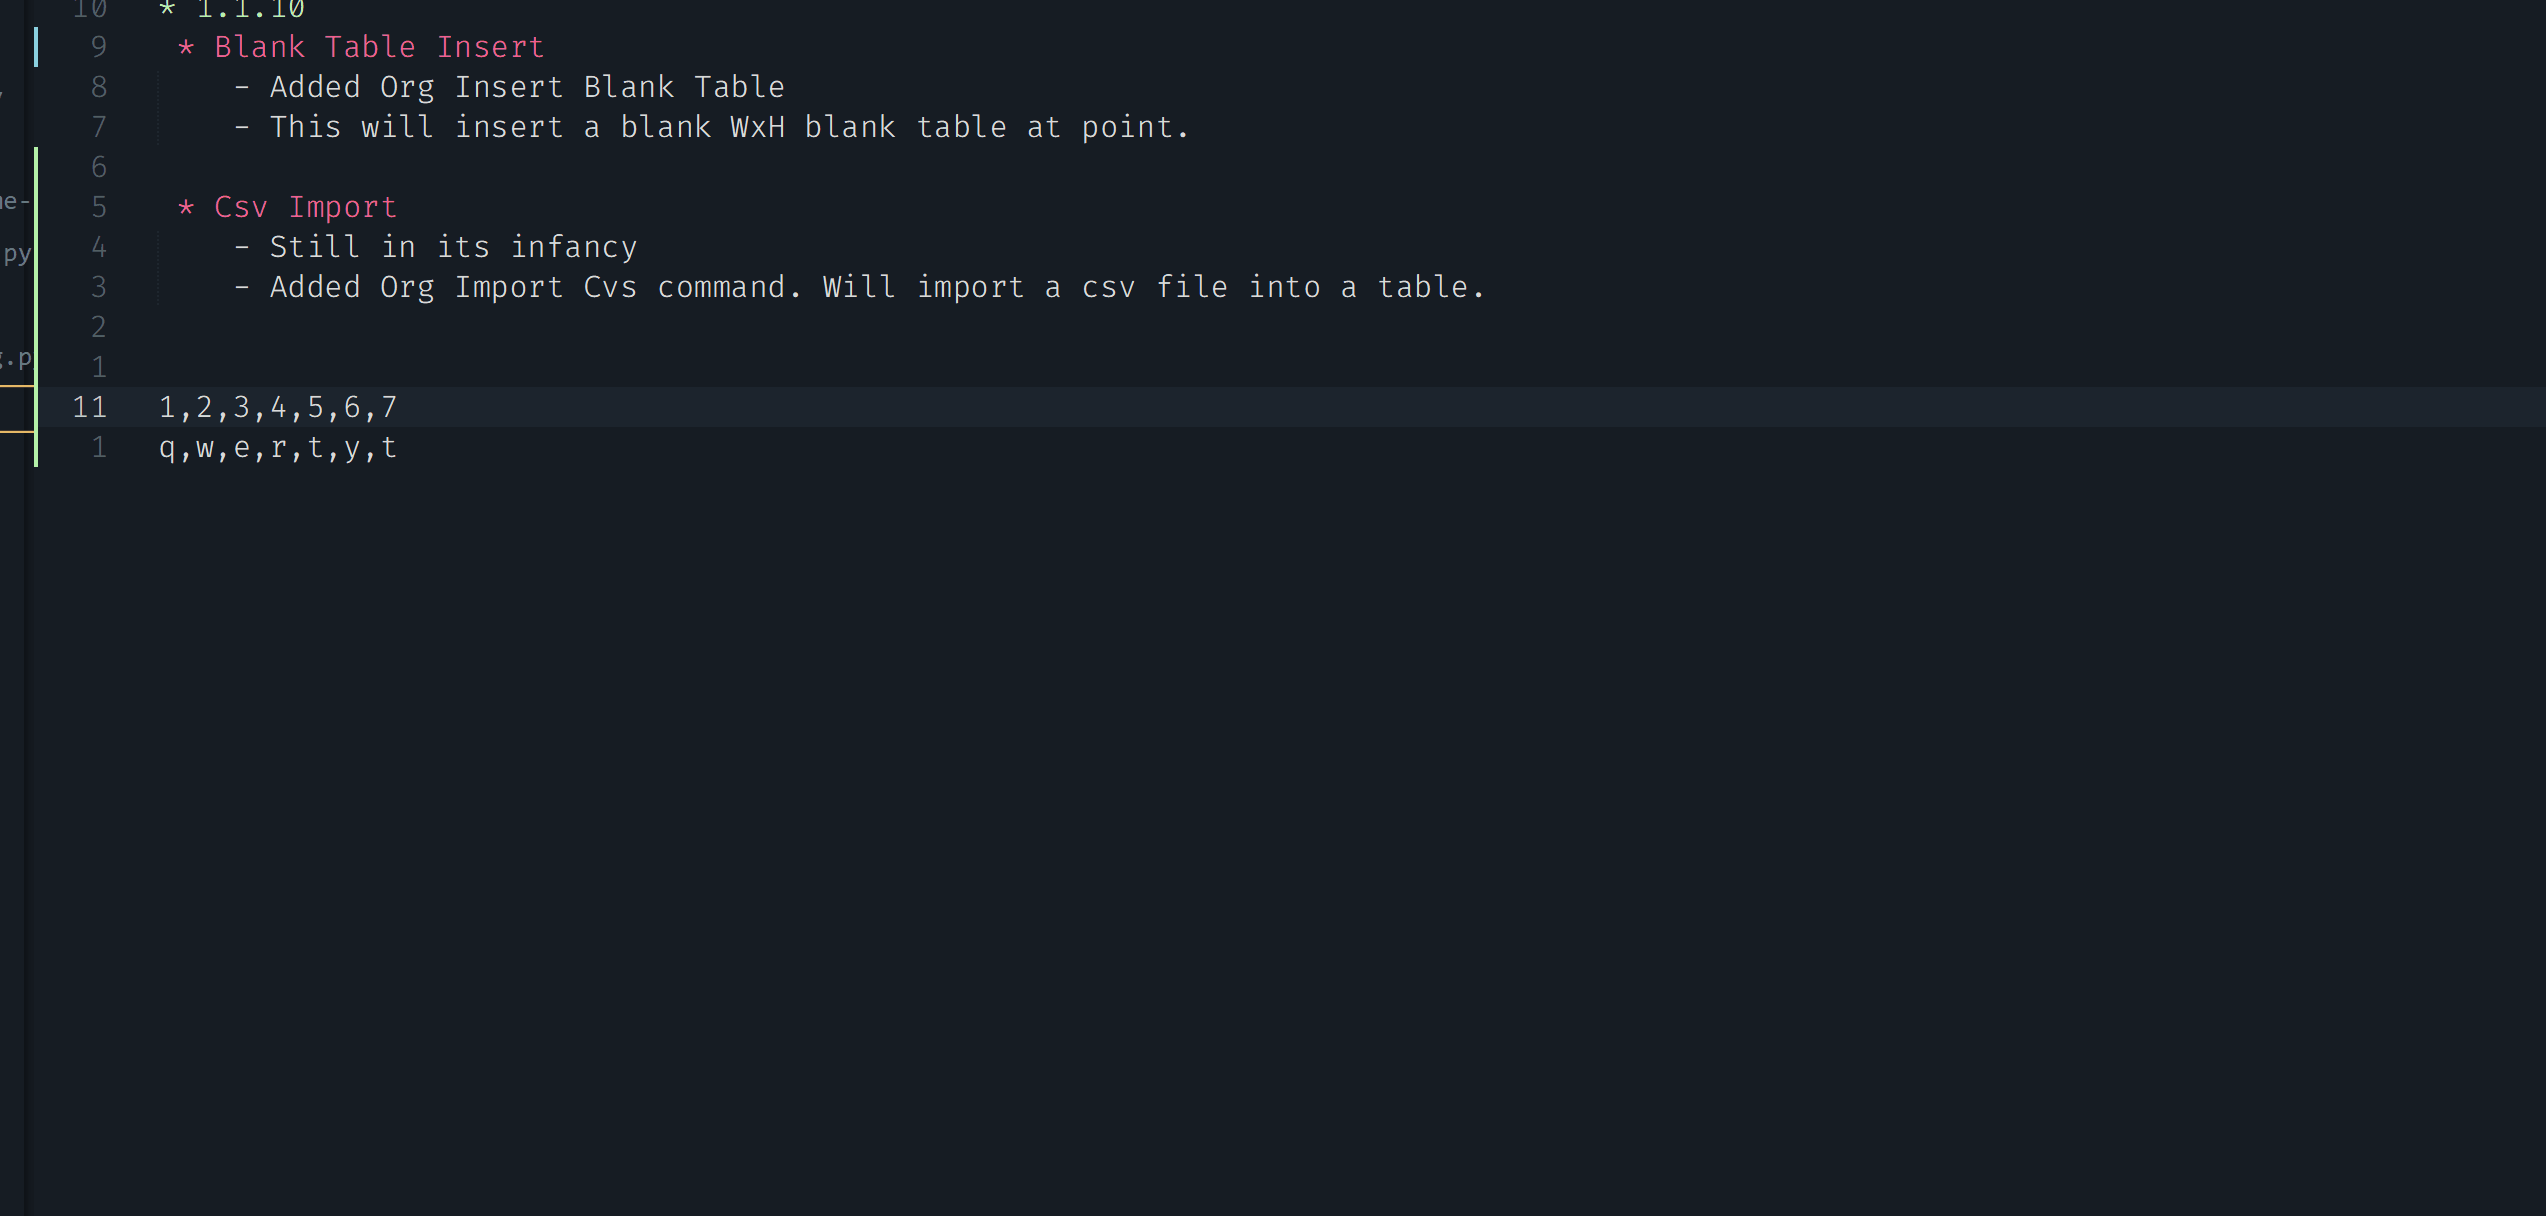 10 * 1.1.10
9 * Blank Table Insert
8 - Added Org Insert Blank Table
7 - This will insert a blank WxH blank table at point.
6
5 * Csv Import
4 - Still in its infancy
3 - Added Org Import Cvs command. Will import a csv file into a table.
2
1
11 1,2,3,4,5,6,7
1 q,w,e,r,t,y,t